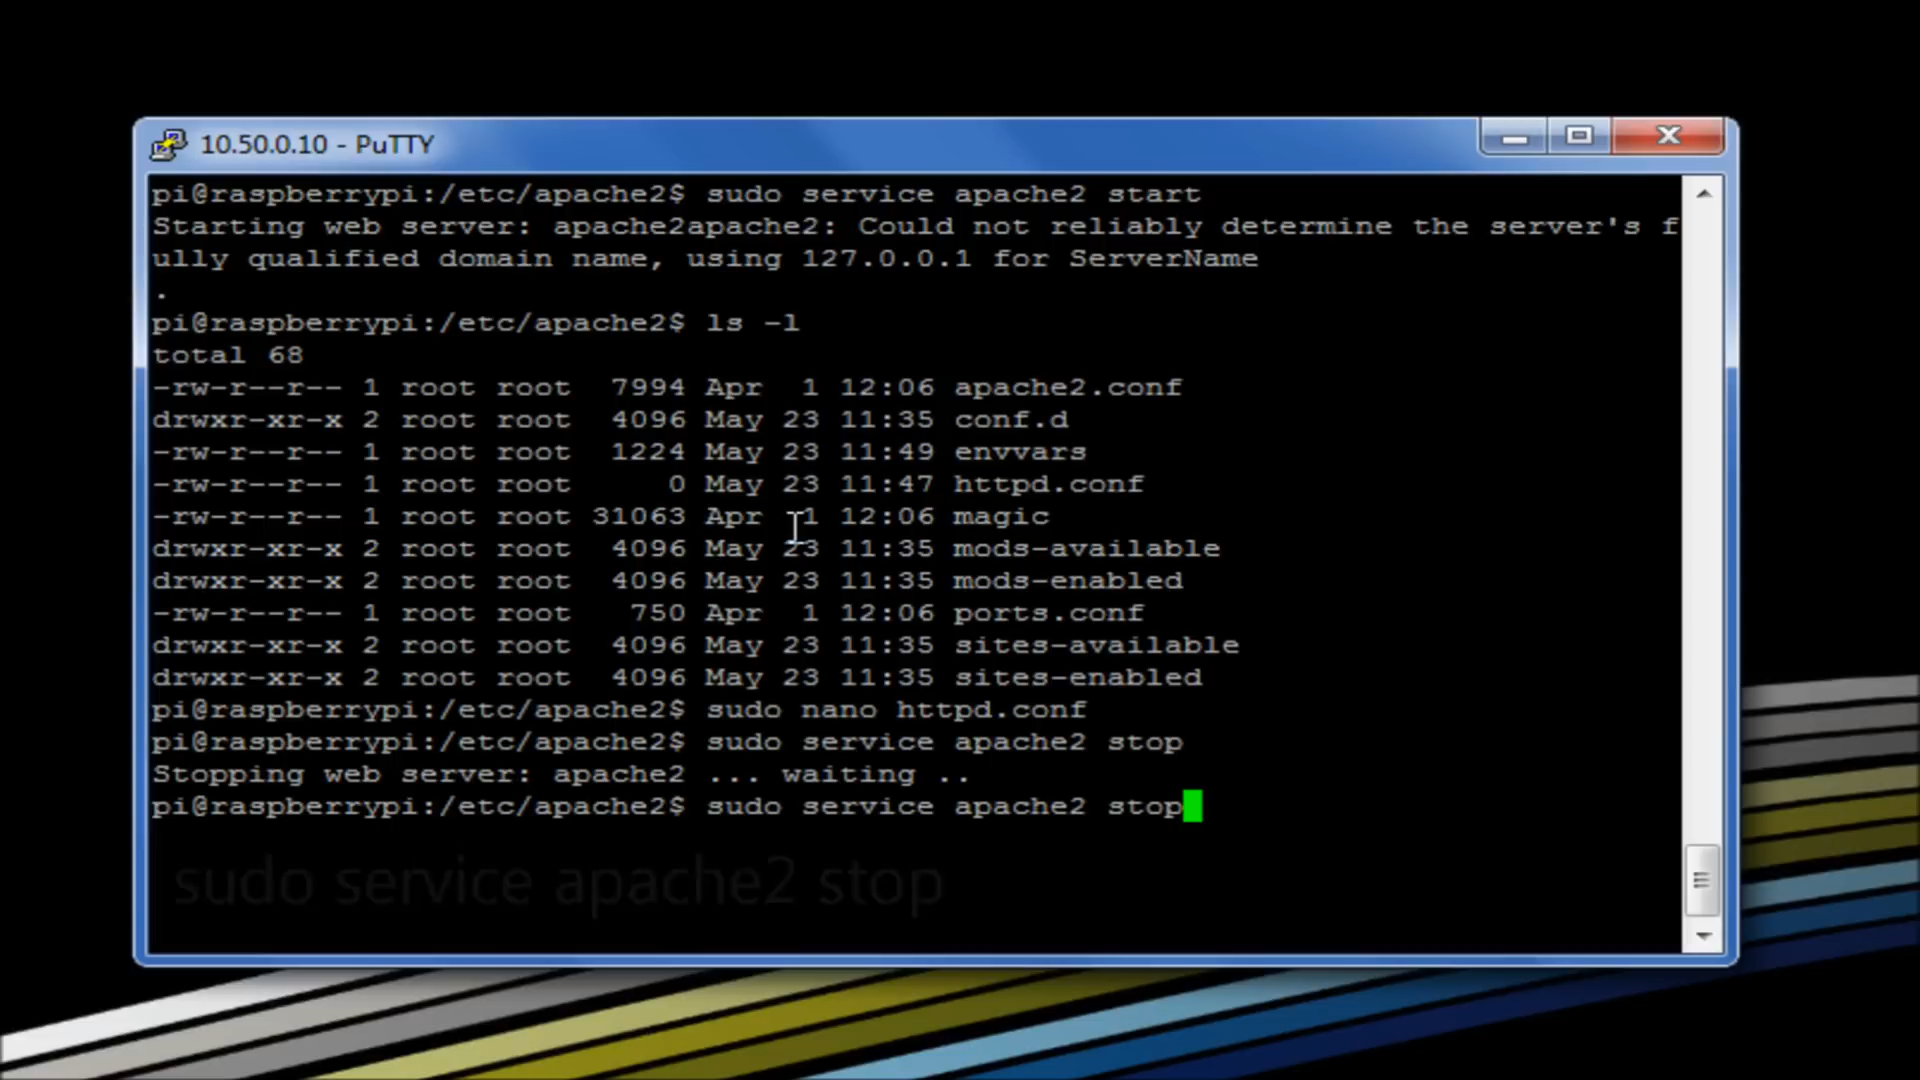 10.50.0.10 - PuTTY
pi@raspberrypi:/etc/apache2$ sudo service apache2 start
Starting web server: apache2apache2: Could not reliably determine the server's f
ully qualified domain name, using 127.0.0.1 for ServerName
.
pi@raspberrypi:/etc/apache2$ ls -l
total 68
-rw-r--r-- 1 root root  7994 Apr  1 12:06 apache2.conf
drwxr-xr-x 2 root root  4096 May 23 11:35 conf.d
-rw-r--r-- 1 root root  1224 May 23 11:49 envvars
-rw-r--r-- 1 root root     0 May 23 11:47 httpd.conf
-rw-r--r-- 1 root root 31063 Apr  1 12:06 magic
drwxr-xr-x 2 root root  4096 May 23 11:35 mods-available
drwxr-xr-x 2 root root  4096 May 23 11:35 mods-enabled
-rw-r--r-- 1 root root   750 Apr  1 12:06 ports.conf
drwxr-xr-x 2 root root  4096 May 23 11:35 sites-available
drwxr-xr-x 2 root root  4096 May 23 11:35 sites-enabled
pi@raspberrypi:/etc/apache2$ sudo nano httpd.conf
pi@raspberrypi:/etc/apache2$ sudo service apache2 stop
Stopping web server: apache2 ... waiting ..
pi@raspberrypi:/etc/apache2$ sudo service apache2 stop
sudo service apache2 stop